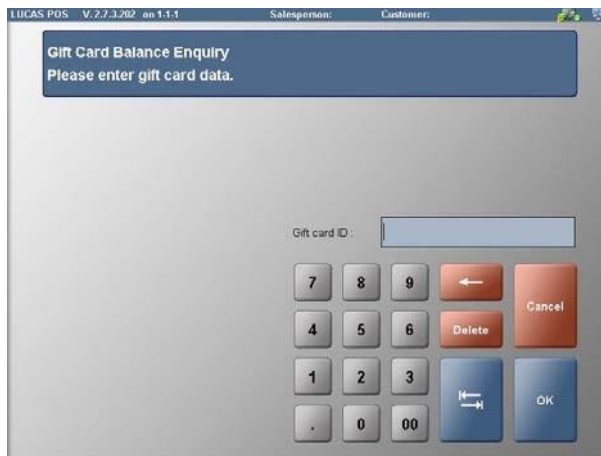 LUCAS POS V. 2.7.3.202 on 1-1-1 Salesperson: Customer:
Gift Card Balance Enquiry
Please enter gift card data.
Gift card ID :
7 8 9
Cancel
4 5 6 Delete
1 2 3
OK
. 0 00